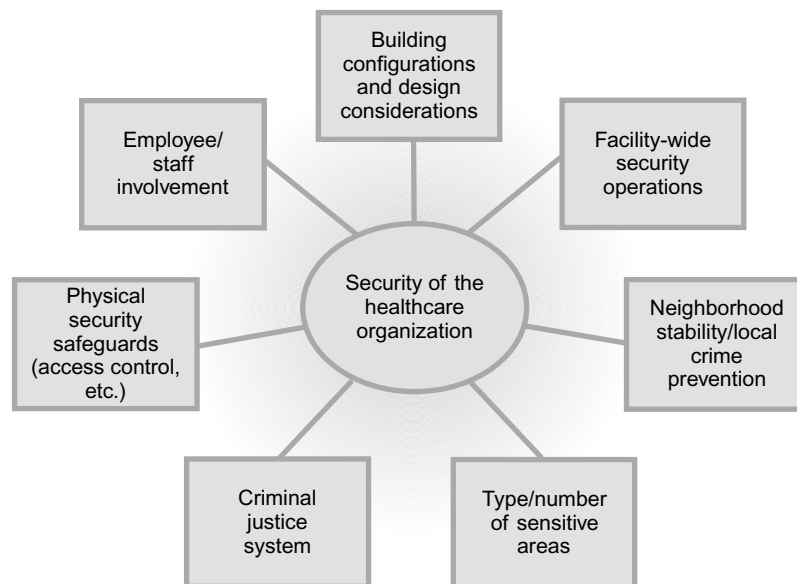 Building
configurations
and design
considerations
Employee/
staff
involvement
Facility-wide
security
operations
Security of the
healthcare
organization
Physical
security
safeguards
(access control,
etc.)
Neighborhood
stability/local
crime
prevention
Criminal
justice
system
Type/number
of sensitive
areas